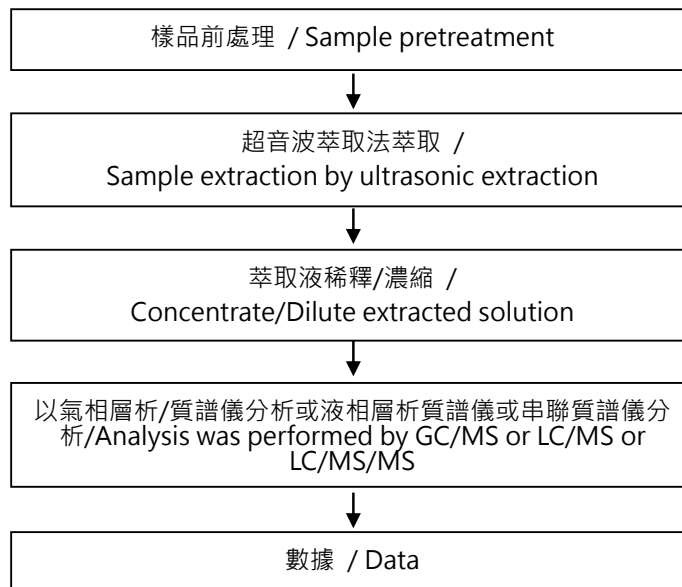 樣品前處理 / Sample pretreatment
超音波萃取法萃取 /
Sample extraction by ultrasonic extraction
萃取液稀釋/濃縮 /
Concentrate/Dilute extracted solution
以氣相層析/質譜儀分析或液相層析質譜儀或串聯質譜儀分
析/Analysis was performed by GC/MS or LC/MS or
LC/MS/MS
數據 / Data